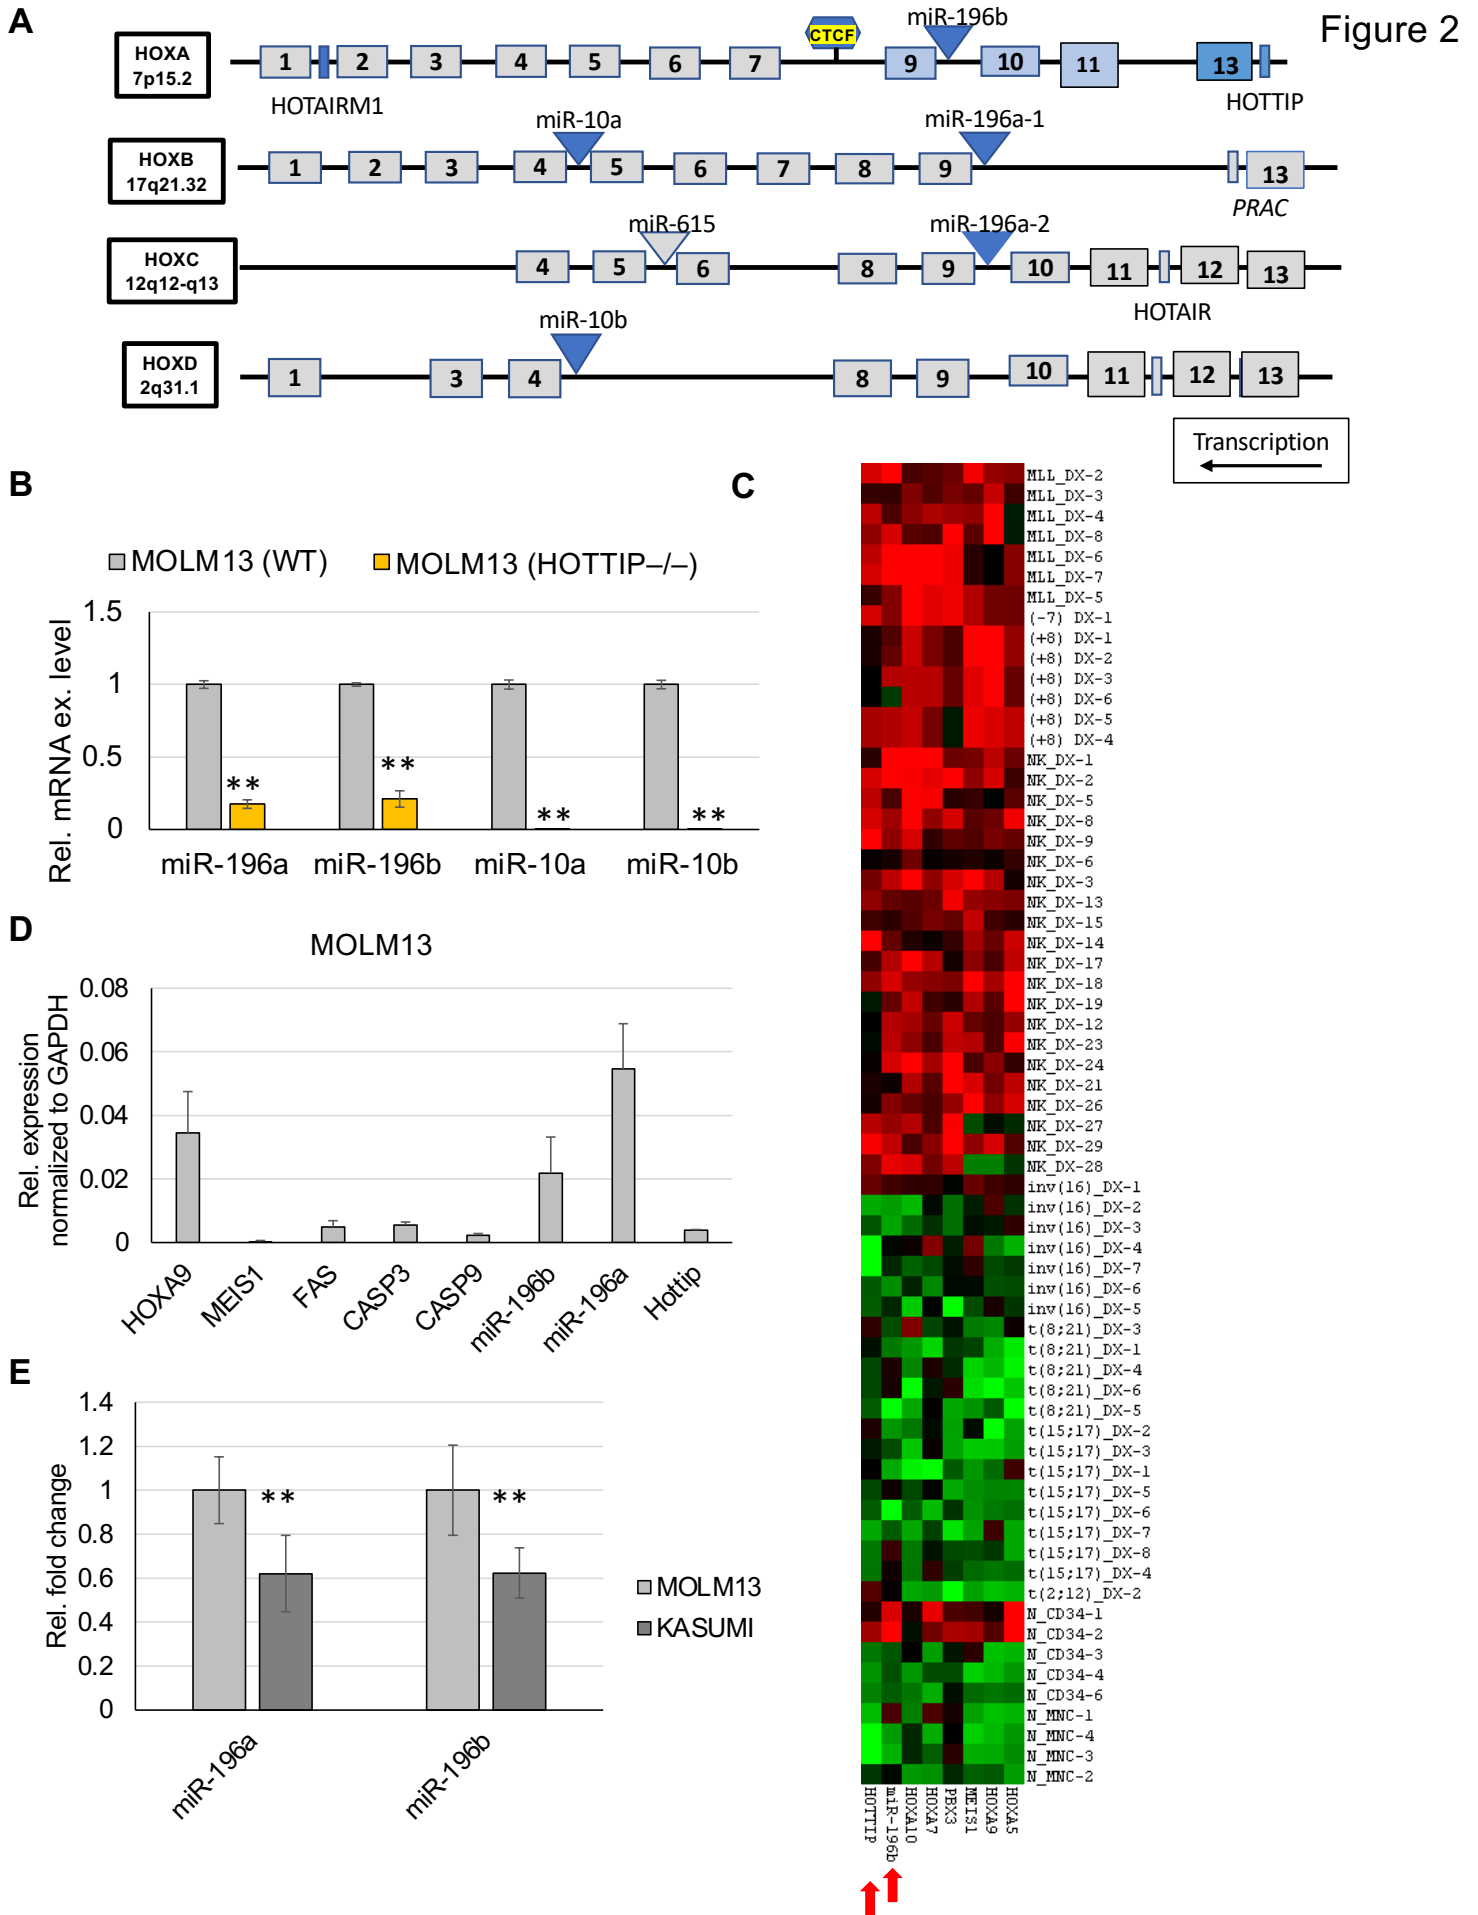 A
Figure 2
miR-196b
CTCF
HOXA
7p15.2
1 2 3 4 5 6 7 9 10 11 13
HOTAIRM1
HOTTIP
miR-10a
miR-196a-1
HOXB
17q21.32
1 2 3 4 5 6 7 8 9 13
PRAC
miR-615
miR-196a-2
HOXC
12q12-q13
4 5 6 8 9 10 11 12 13
HOTAIR
miR-10b
HOXD
2q31.1
1 3 4 8 9 10 11 12 13
Transcription
B
MOLM13 (WT)
MOLM13 (HOTTIP–/–)
Rel. mRNA ex. level
1.5
1
0.5
0
**
**
**
**
miR-196a
miR-196b
miR-10a
miR-10b
C
MLL_DX-2
MLL_DX-3
MLL_DX-4
MLL_DX-8
MLL_DX-6
MLL_DX-7
MLL_DX-5
(-7) DX-1
(+8) DX-1
(+8) DX-2
(+8) DX-3
(+8) DX-6
(+8) DX-5
(+8) DX-4
NK_DX-1
NK_DX-2
NK_DX-5
NK_DX-8
NK_DX-9
NK_DX-6
NK_DX-3
NK_DX-13
NK_DX-15
NK_DX-14
NK_DX-17
NK_DX-18
NK_DX-19
NK_DX-12
NK_DX-23
NK_DX-24
NK_DX-21
NK_DX-26
NK_DX-27
NK_DX-29
NK_DX-28
inv(16)_DX-1
inv(16)_DX-2
inv(16)_DX-3
inv(16)_DX-4
inv(16)_DX-7
inv(16)_DX-6
inv(16)_DX-5
t(8;21)_DX-3
t(8;21)_DX-1
t(8;21)_DX-4
t(8;21)_DX-6
t(8;21)_DX-5
t(15;17)_DX-2
t(15;17)_DX-3
t(15;17)_DX-1
t(15;17)_DX-5
t(15;17)_DX-6
t(15;17)_DX-7
t(15;17)_DX-8
t(15;17)_DX-4
t(2;12)_DX-2
N_CD34-1
N_CD34-2
N_CD34-3
N_CD34-4
N_CD34-6
N_MNC-1
N_MNC-4
N_MNC-3
N_MNC-2
HOTTIP
miR-196b
HOXA10
HOXA7
PBX3
MEIS1
HOXA9
HOXA5
D
MOLM13
Rel. expression
normalized to GAPDH
0.08
0.06
0.04
0.02
0
HOXA9
MEIS1
FAS
CASP3
CASP9
miR-196b
miR-196a
Hottip
E
Rel. fold change
1.4
1.2
1
0.8
0.6
0.4
0.2
0
**
**
miR-196a
miR-196b
MOLM13
KASUMI